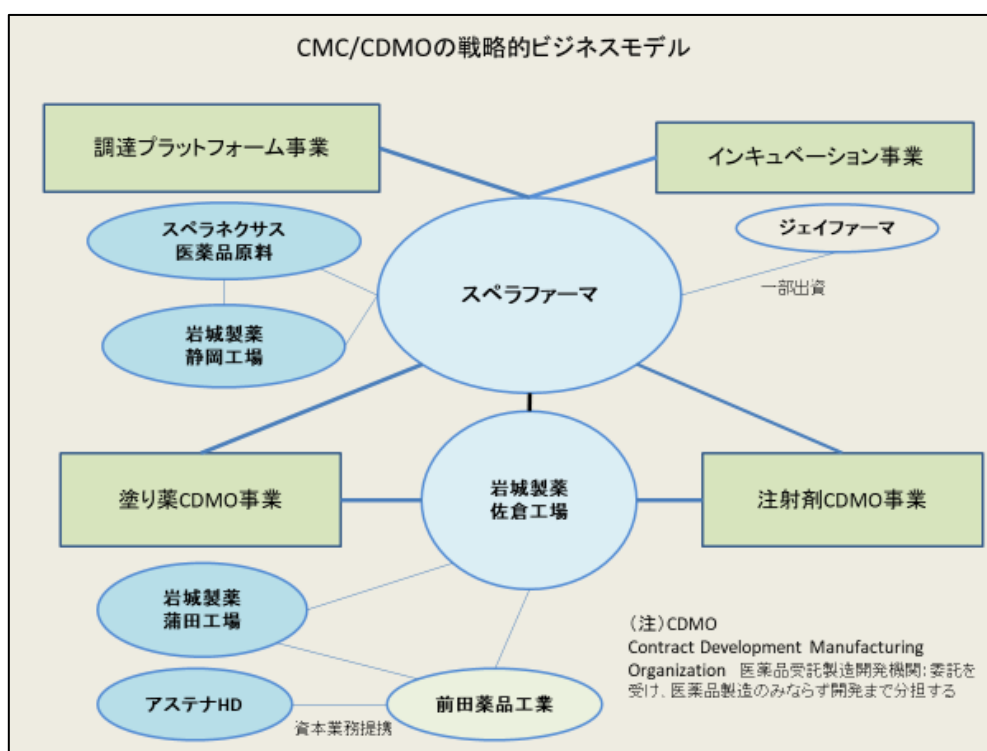 CMC/CDMOの戦略的ビジネスモデル
調達プラットフォーム事業
インキュベーション事業
スペラネクサス
医薬品原料
ジェイファーマ
スペラファーマ
一部出資
岩城製薬
静岡工場
塗り薬CDMO事業
岩城製薬
佐倉工場
注射剤CDMO事業
岩城製薬
蒲田工場
アステナHD
資本業務提携
前田薬品工業
(注)CDMO
Contract Development Manufacturing
Organization 医薬品受託製造開発機関:委託を
受け、医薬品製造のみならず開発まで分担する